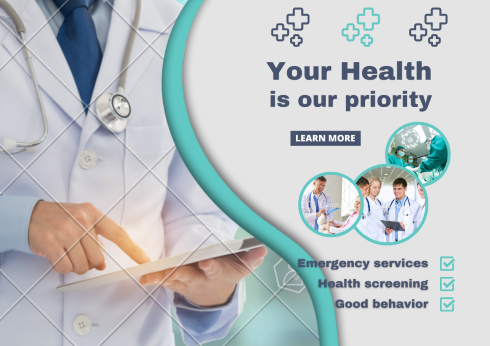 Your Health
is our priority
LEARN MORE
Emergency services
Health screening
Good behavior